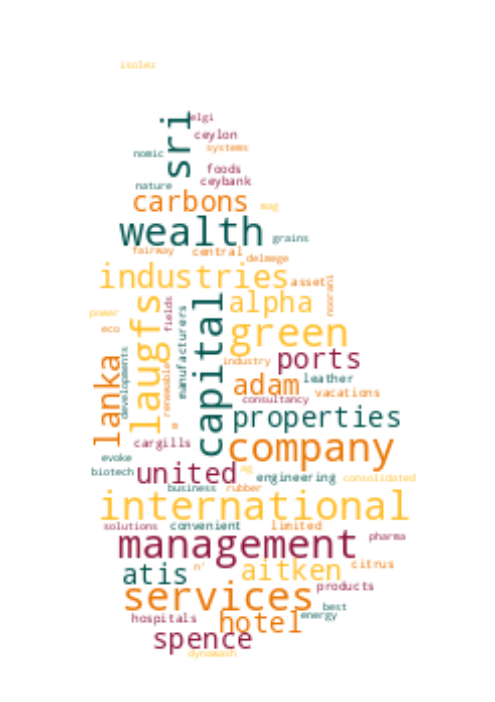 isoler
sri
elgi
ceylon
nomic
systems
foods
nature
ceybank
carbons
mag
wealth
grains
fairway
central
delmege
industries
asset
noorani
power
laugfs
fields
manufacturers
capital
alpha
eco
green
lanka
developments
renewable
industry
ports
adam
leather
vacations
consultancy
properties
cargills
company
evoke
biotech
united
ag
engineering
consolidated
business
rubber
international
solutions
convenient
limited
management
pharma
atis
n'
aitken
citrus
services
products
best
energy
hospitals
hotel
spence
dynawash